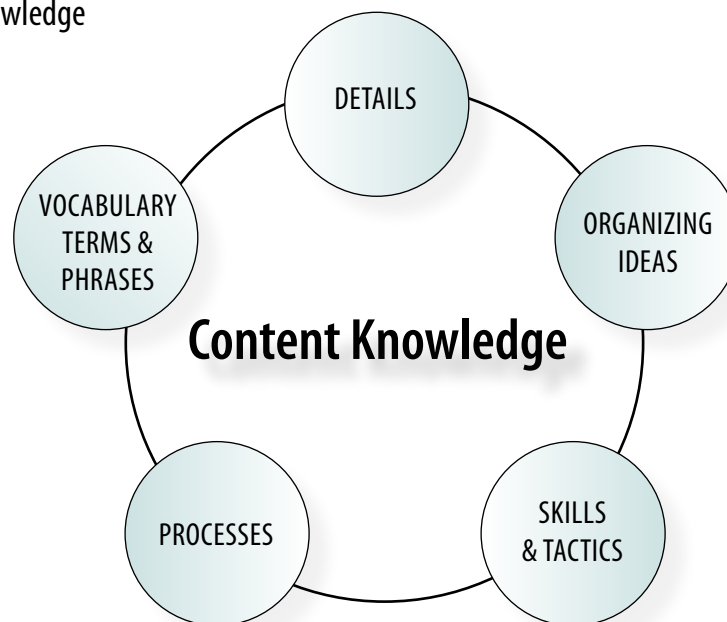 wledge
DETAILS
ORGANIZING
IDEAS
VOCABULARY
TERMS &
PHRASES
Content Knowledge
SKILLS
& TACTICS
PROCESSES